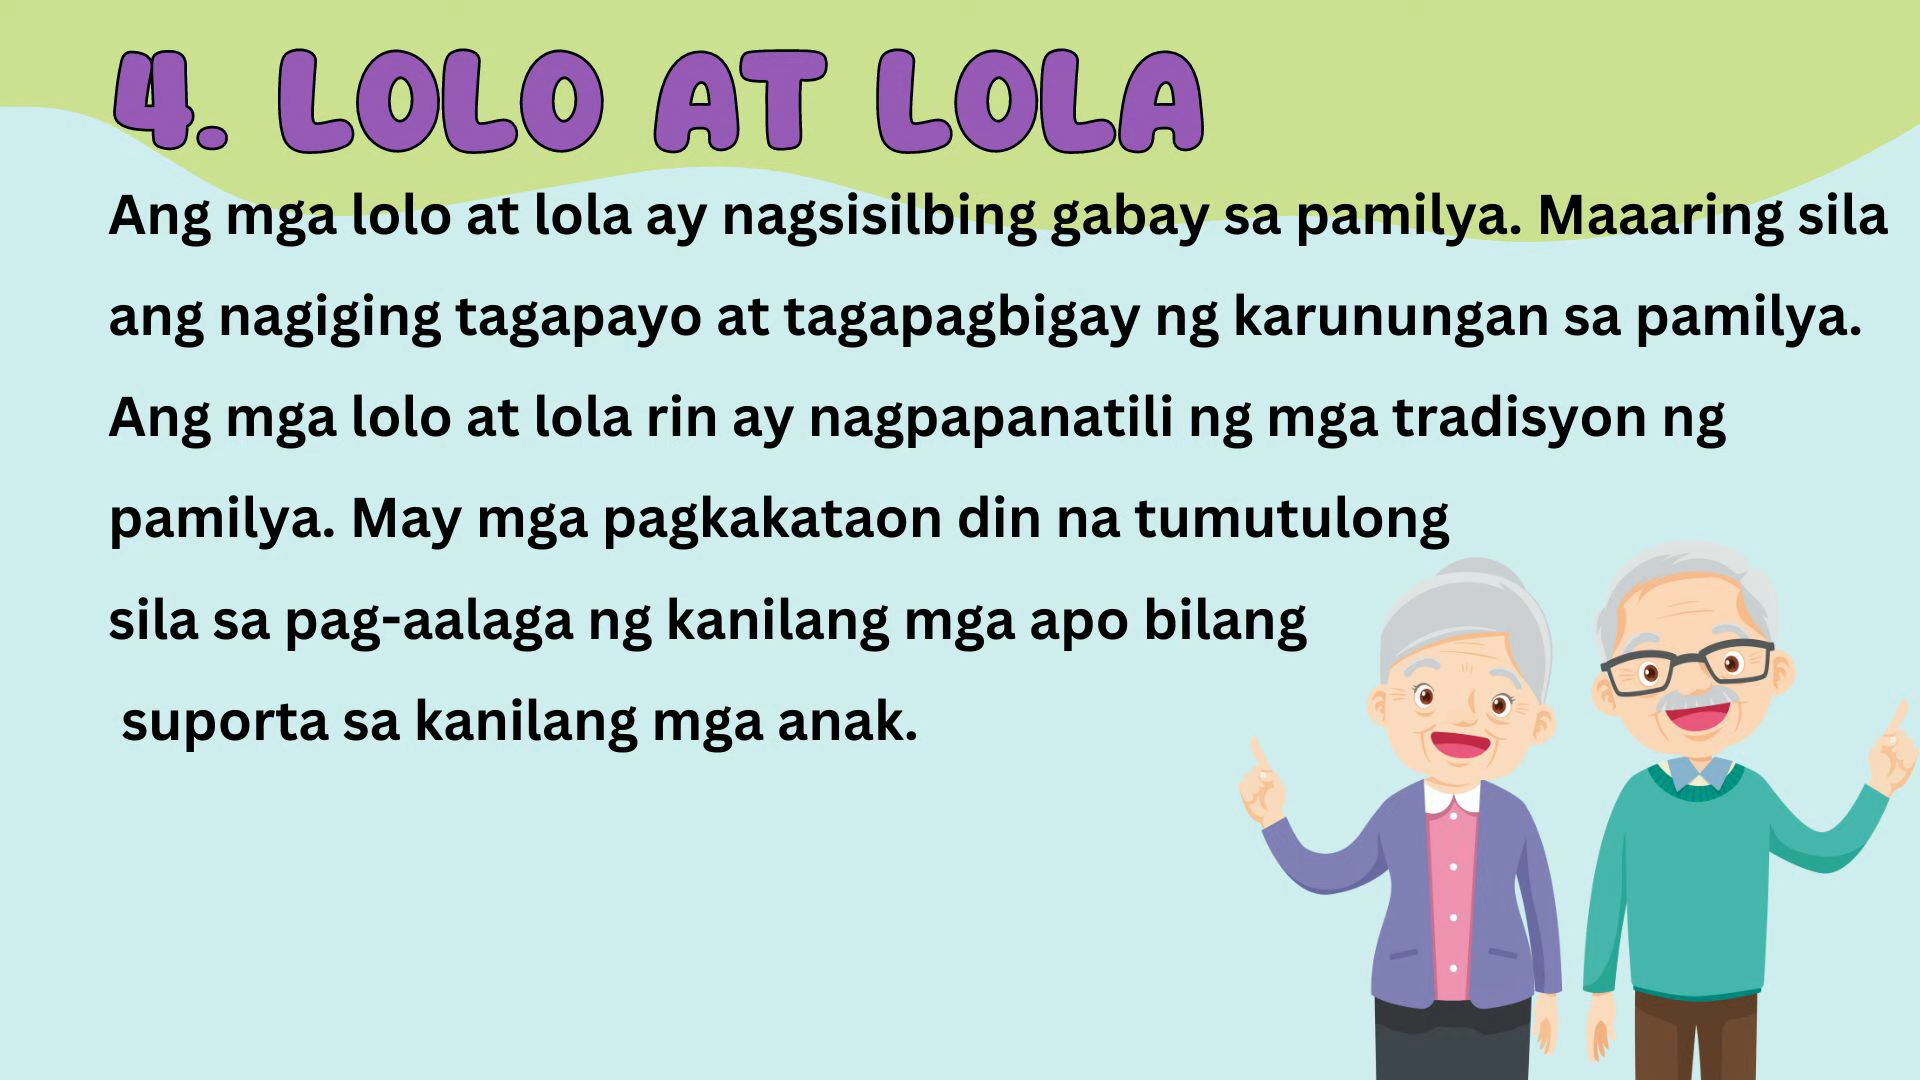 4. LOLO AT LOLA
Ang mga lolo at lola ay nagsisilbing gabay sa pamilya. Maaaring sila
ang nagiging tagapayo at tagapagbigay ng karunungan sa pamilya.
Ang mga lolo at lola rin ay nagpapanatili ng mga tradisyon ng
pamilya. May mga pagkakataon din na tumutulong
sila sa pag-aalaga ng kanilang mga apo bilang
suporta sa kanilang mga anak.